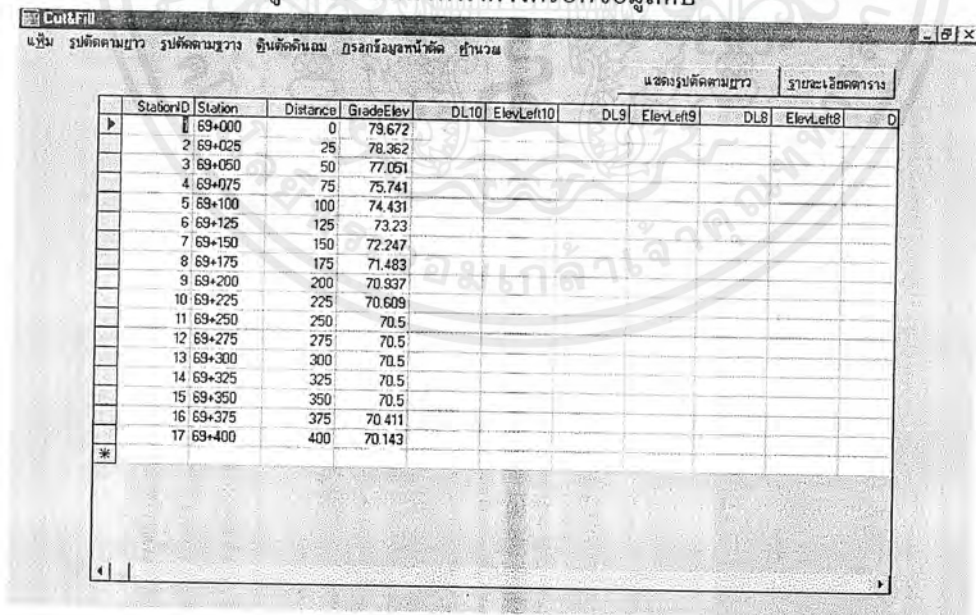 Cut&Fill
แฟ้ม รูปตัดตามยาว รูปตัดตามขวาง ดินตัดดินถม กรอกข้อมูลหน้าตัด คำนวณ
แสดงรูปตัดตามยาว รายละเอียดตาราง
StationID Station Distance GradeElev DL10 ElevLeft10 DL9 ElevLeft9 DL8 ElevLeft8 D
1 69+000 0 79.672
2 69+025 25 78.362
3 69+050 50 77.051
4 69+075 75 75.741
5 69+100 100 74.431
6 69+125 125 73.23
7 69+150 150 72.247
8 69+175 175 71.483
9 69+200 200 70.937
10 69+225 225 70.609
11 69+250 250 70.5
12 69+275 275 70.5
13 69+300 300 70.5
14 69+325 325 70.5
15 69+350 350 70.5
16 69+375 375 70.411
17 69+400 400 70.143